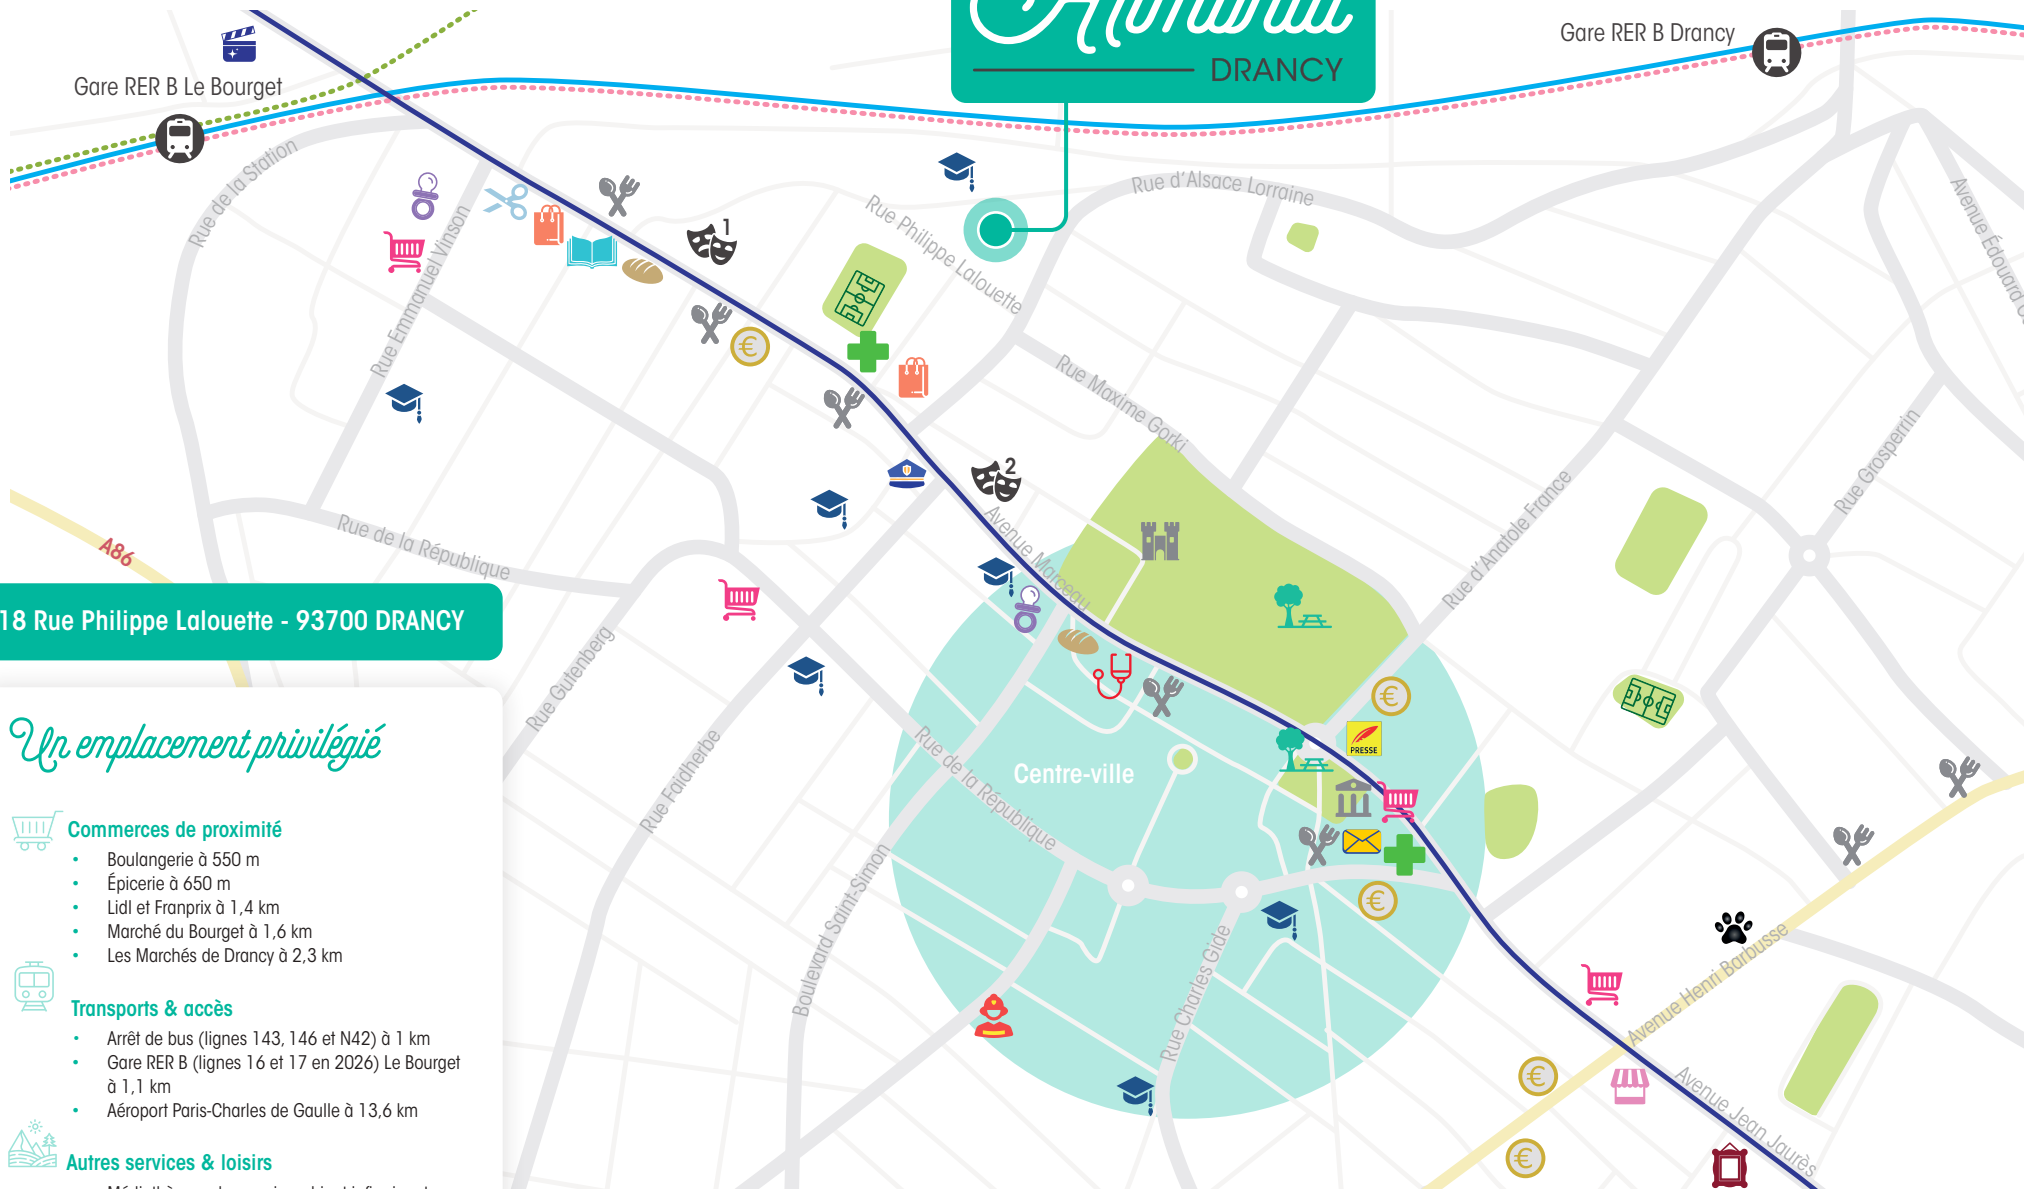 DRANCY
Gare RER B Drancy
Gare RER B Le Bourget
Rue de la Station
Rue Emmanuel Vinson
1
Rue Philippe Lalouette
Rue d'Alsace Lorraine
Avenue Édouard
Rue Maxime Gorki
Rue Grosperrin
2
Avenue Marceau
Rue d'Anatole France
A86
Rue de la République
18 Rue Philippe Lalouette - 93700 DRANCY
Rue Gutenberg
Rue Faidherbe
Rue de la République
Centre-ville
PRESSE
Boulevard Saint-Simon
Rue Charles Gide
Avenue Henri Barbusse
Avenue Jean Jaurès
Un emplacement privilégié
Commerces de proximité
• Boulangerie à 550 m
• Épicerie à 650 m
• Lidl et Franprix à 1,4 km
• Marché du Bourget à 1,6 km
• Les Marchés de Drancy à 2,3 km
Transports & accès
• Arrêt de bus (lignes 143, 146 et N42) à 1 km
• Gare RER B (lignes 16 et 17 en 2026) Le Bourget
à 1,1 km
• Aéroport Paris-Charles de Gaulle à 13,6 km
Autres services & loisirs